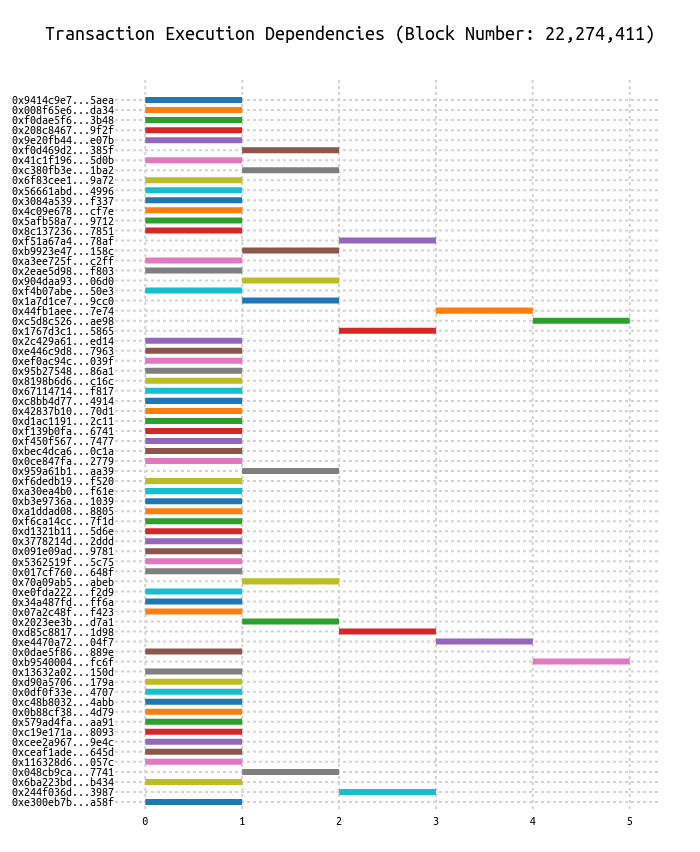 Transaction Execution Dependencies (Block Number: 22,274,411)
0x9414c9e7...5aea
0x008f65e6...da34
0xf0dae5f6...3b48
0x208c8467...9f2f
0x9e20fb44...e07b
0xf0d469d2...385f
0x41c1f196...5d0b
0xc380fb3e...1ba2
0x6f83cee1...9a72
0x56661abd...4996
0x3084a539...f337
0x4c09e678...cf7e
0x5afb58a7...9712
0x8c137236...7851
0xf51a67a4...78af
0xb9923e47...158c
0xa3ee725f...c2ff
0x2eae5d98...f803
0x904daa93...06d0
0xf4b07abe...50e3
0x1a7d1ce7...9cc0
0x44fb1aee...7e74
0xc5d8c526...ae98
0x1767d3c1...5865
0x2c429a61...ed14
0xe446c9d8...7963
0xef0ac94c...039f
0x95b27548...86a1
0x8198b6d6...c16c
0x67114714...f817
0xc8bb4d77...4914
0x42837b10...70d1
0xd1ac1191...2c11
0xf139b0fa...6741
0xf450f567...7477
0xbec4dca6...0c1a
0x0ce847fa...2779
0x959a61b1...aa39
0xf6dedb19...f520
0xa30ea4b0...f61e
0xb3e9736a...1039
0xa1ddad08...8805
0xf6ca14cc...7f1d
0xd1321b11...5d6e
0x3778214d...2ddd
0x091e09ad...9781
0x5362519f...5c75
0x017cf760...648f
0x70a09ab5...abeb
0xe0fda222...f2d9
0x34a487fd...ff6a
0x07a2c48f...f423
0x2023ee3b...d7a1
0xd85c8817...1d98
0xe4470a72...04f7
0x0dae5f86...889e
0xb9540004...fc6f
0x13632a02...150d
0xd90a5706...179a
0x0df0f33e...4707
0xc48b8032...4abb
0x0b88cf38...4d79
0x579ad4fa...aa91
0xc19e171a...8093
0xcee2a967...9e4c
0xceaf1ade...645d
0x116328d6...057c
0x048cb9ca...7741
0x6ba223bd...b434
0x244f036d...3987
0xe300eb7b...a58f
0 1 2 3 4 5